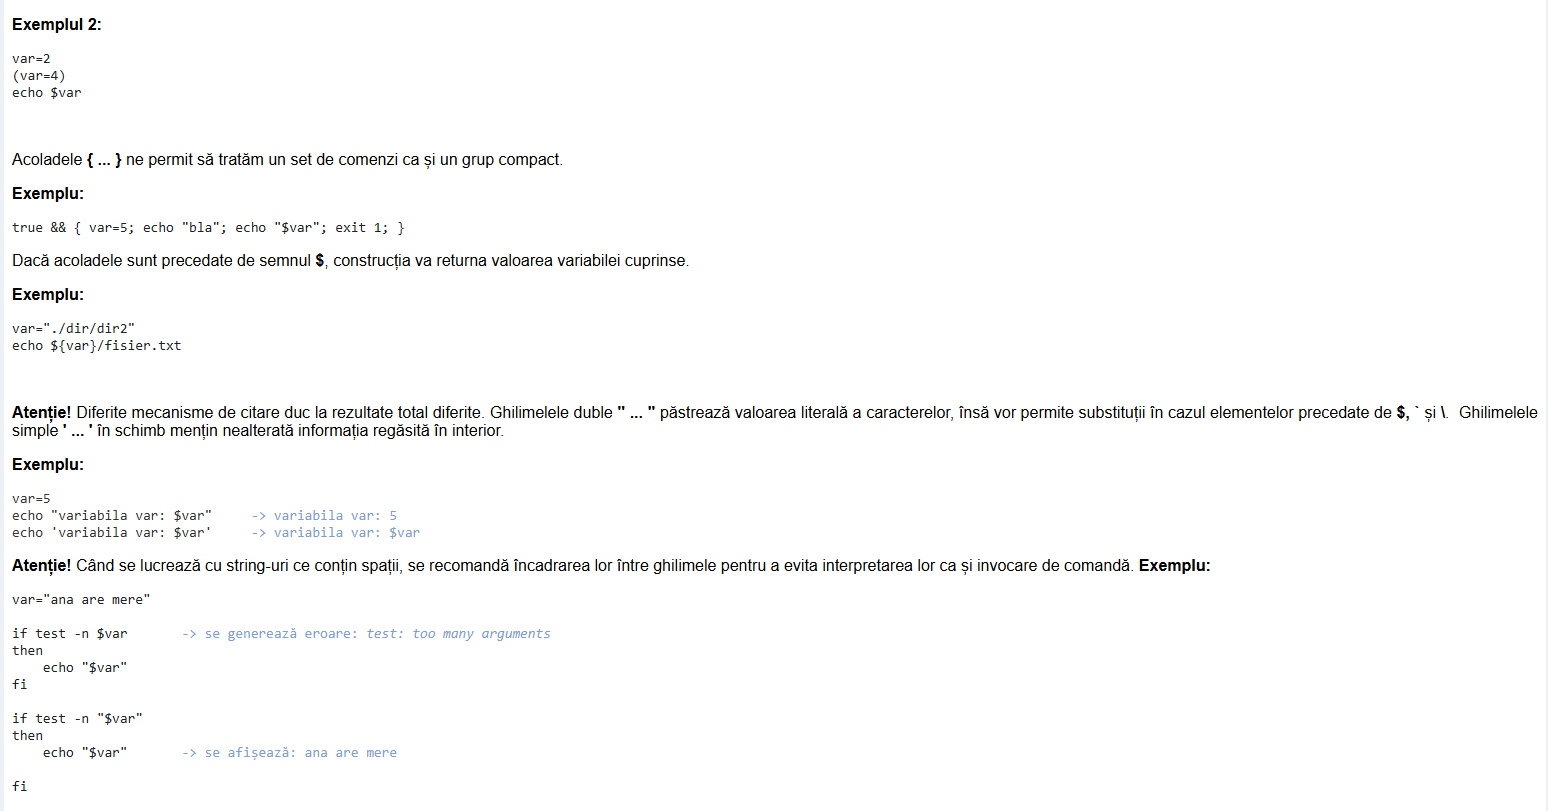 Exemplul 2:
var=2
(var=4)
echo $var
Acoladele { ... } ne permit să tratăm un set de comenzi ca și un grup compact.
Exemplu:
true && { var=5; echo "bla"; echo "$var"; exit 1; }
Dacă acoladele sunt precedate de semnul $, construcția va returna valoarea variabilei cuprinse.
Exemplu:
var="./dir/dir2"
echo ${var}/fisier.txt
Atenție! Diferite mecanisme de citare duc la rezultate total diferite. Ghilimelele duble " ... " păstrează valoarea literală a caracterelor, însă vor permite substituții în cazul elementelor precedate de $, ` și \. Ghilimelele
simple ' ... ' în schimb mențin nealterată informația regăsită în interior.
Exemplu:
var=5
echo "variabila var: $var" -> variabila var: 5
echo 'variabila var: $var' -> variabila var: $var
Atenție! Când se lucrează cu string-uri ce conțin spații, se recomandă încadrarea lor între ghilimele pentru a evita interpretarea lor ca și invocare de comandă. Exemplu:
var="ana are mere"
if test -n $var -> se generează eroare: test: too many arguments
then
echo "$var"
fi
if test -n "$var"
then
echo "$var" -> se afișează: ana are mere
fi